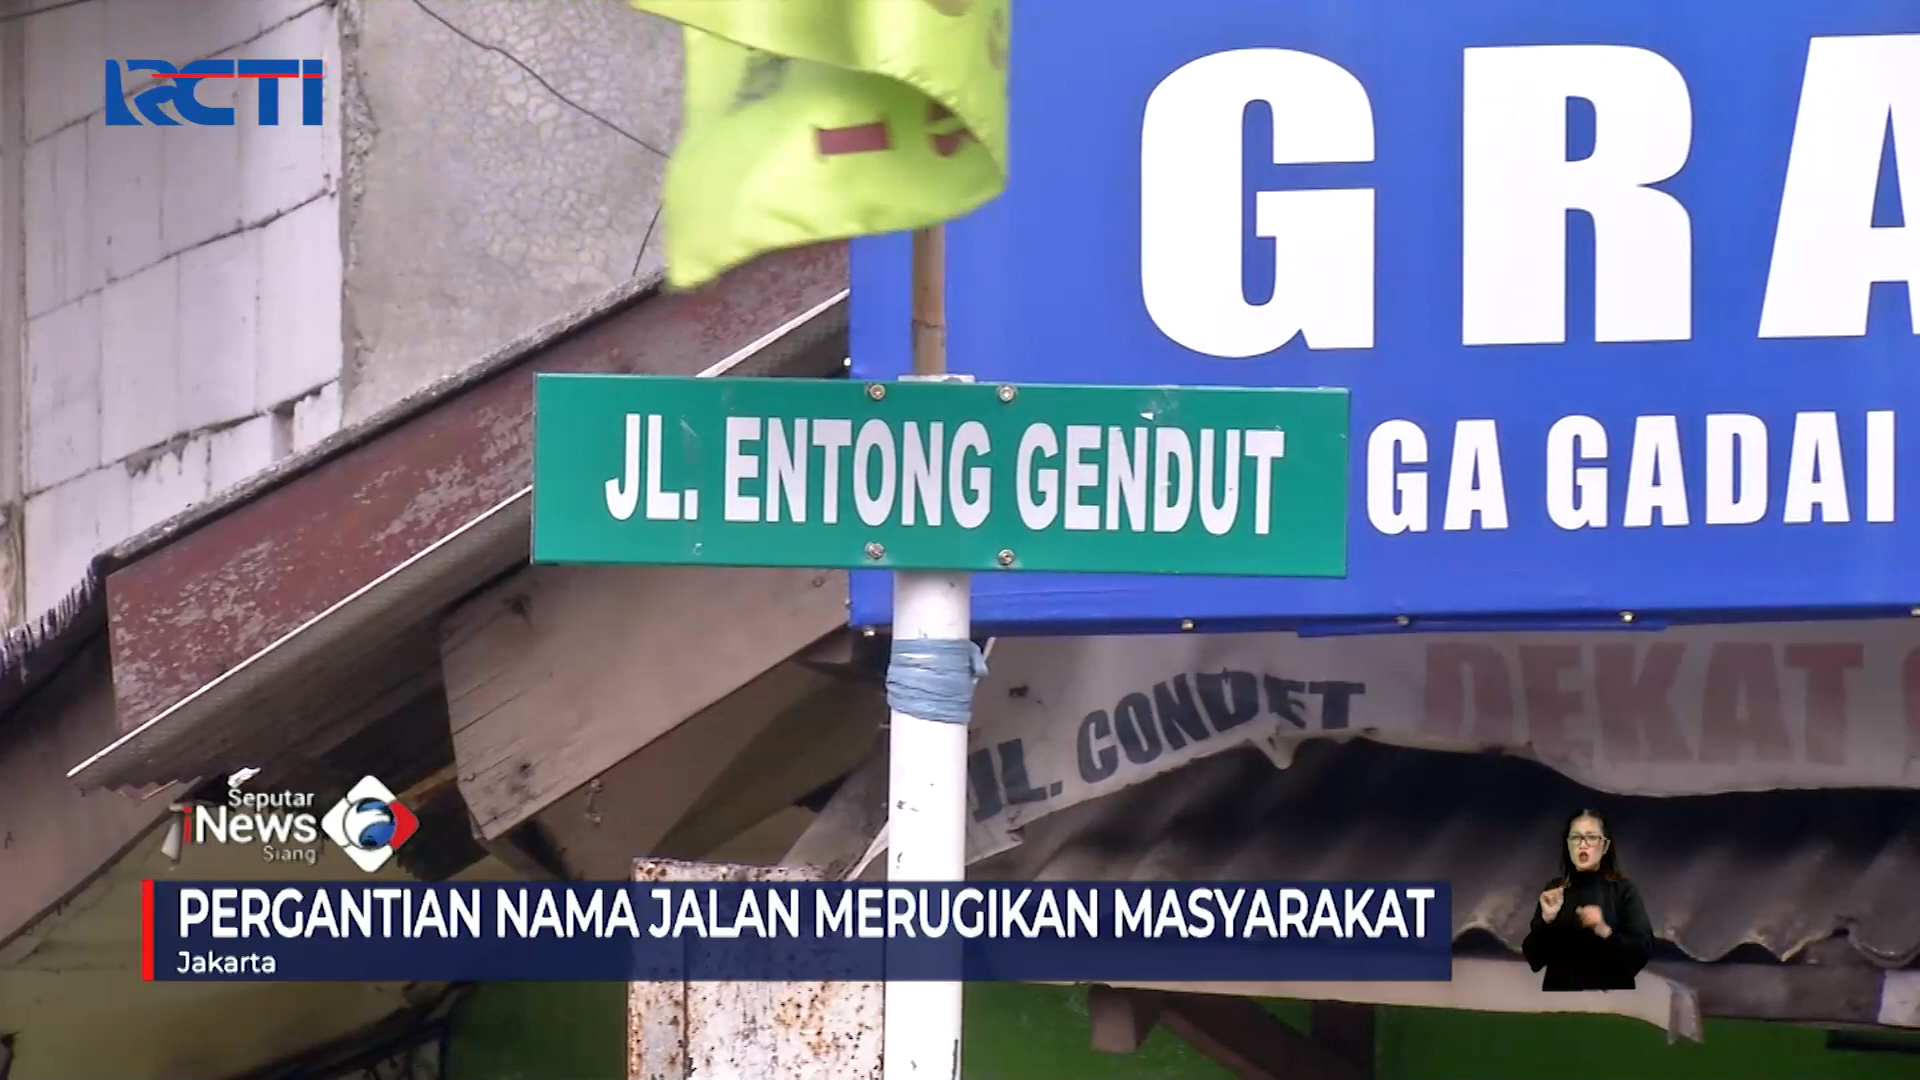 RCTI
GRA
JL. ENTONG GENDUT
GA GADAI
JL. CONDET
DEKAT
Seputar
iNews
Siang
PERGANTIAN NAMA JALAN MERUGIKAN MASYARAKAT
Jakarta